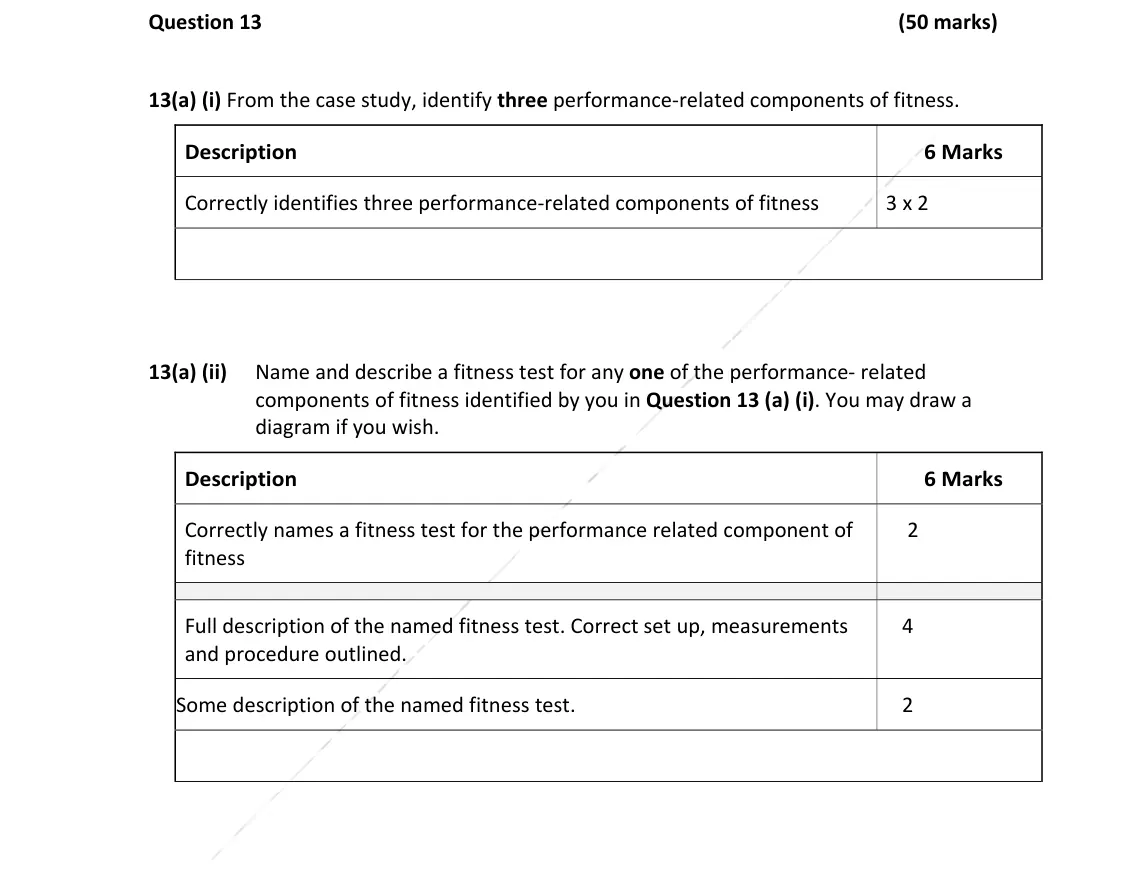 Question 13 (50 marks)
13(a) (i) From the case study, identify three performance-related components of fitness.
Description 6 Marks
Correctly identifies three performance-related components of fitness 3 x 2
13(a) (ii) Name and describe a fitness test for any one of the performance- related
components of fitness identified by you in Question 13 (a) (i). You may draw a
diagram if you wish.
Description 6 Marks
Correctly names a fitness test for the performance related component of 2
fitness
Full description of the named fitness test. Correct set up, measurements 4
and procedure outlined.
Some description of the named fitness test. 2